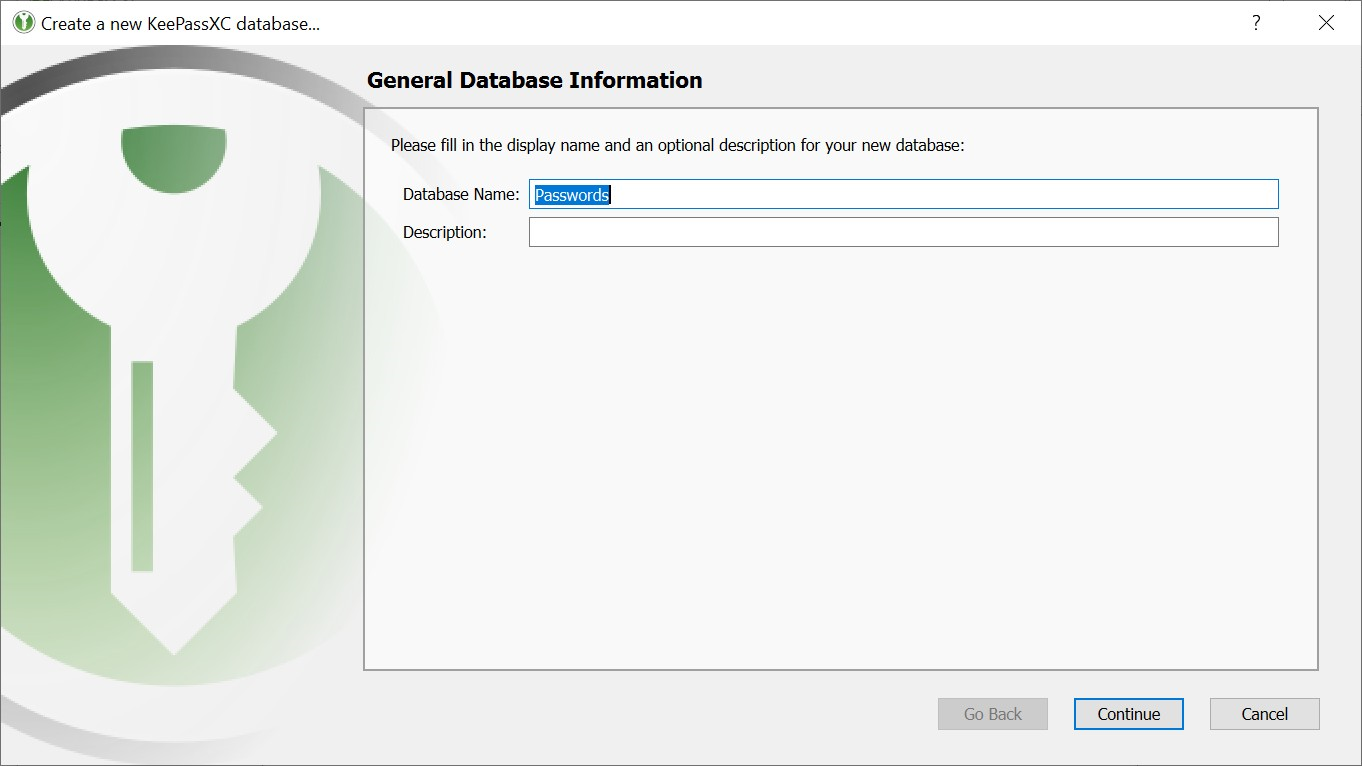 Create a new KeePassXC database...
?
General Database Information
Please fill in the display name and an optional description for your new database:
Database Name: Passwords
Description:
Go Back Continue Cancel